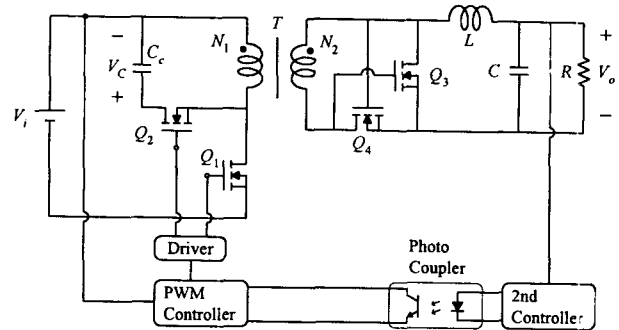 T
− C_c
N_1
N_2
L
+
V_C
Q_3
C
R
V_o
+
V_i
Q_2
Q_4
−
Q_1
Driver
Photo
Coupler
PWM
Controller
2nd
Controller